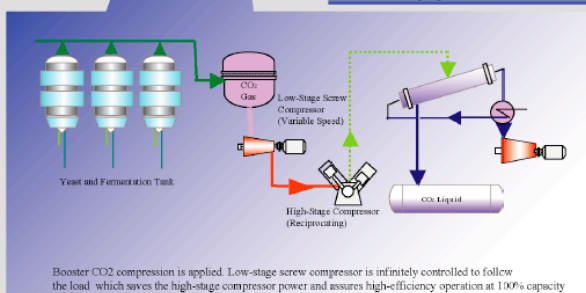 CO₂
Gas
Low-Stage Screw
Compressor
(Variable Speed)
Yeast and Fermentation Tank
High-Stage Compressor
(Reciprocating)
CO₂ Liquid
Booster CO2 compression is applied. Low-stage screw compressor is infinitely controlled to follow
the load which saves the high-stage compressor power and assures high-efficiency operation at 100% capacity